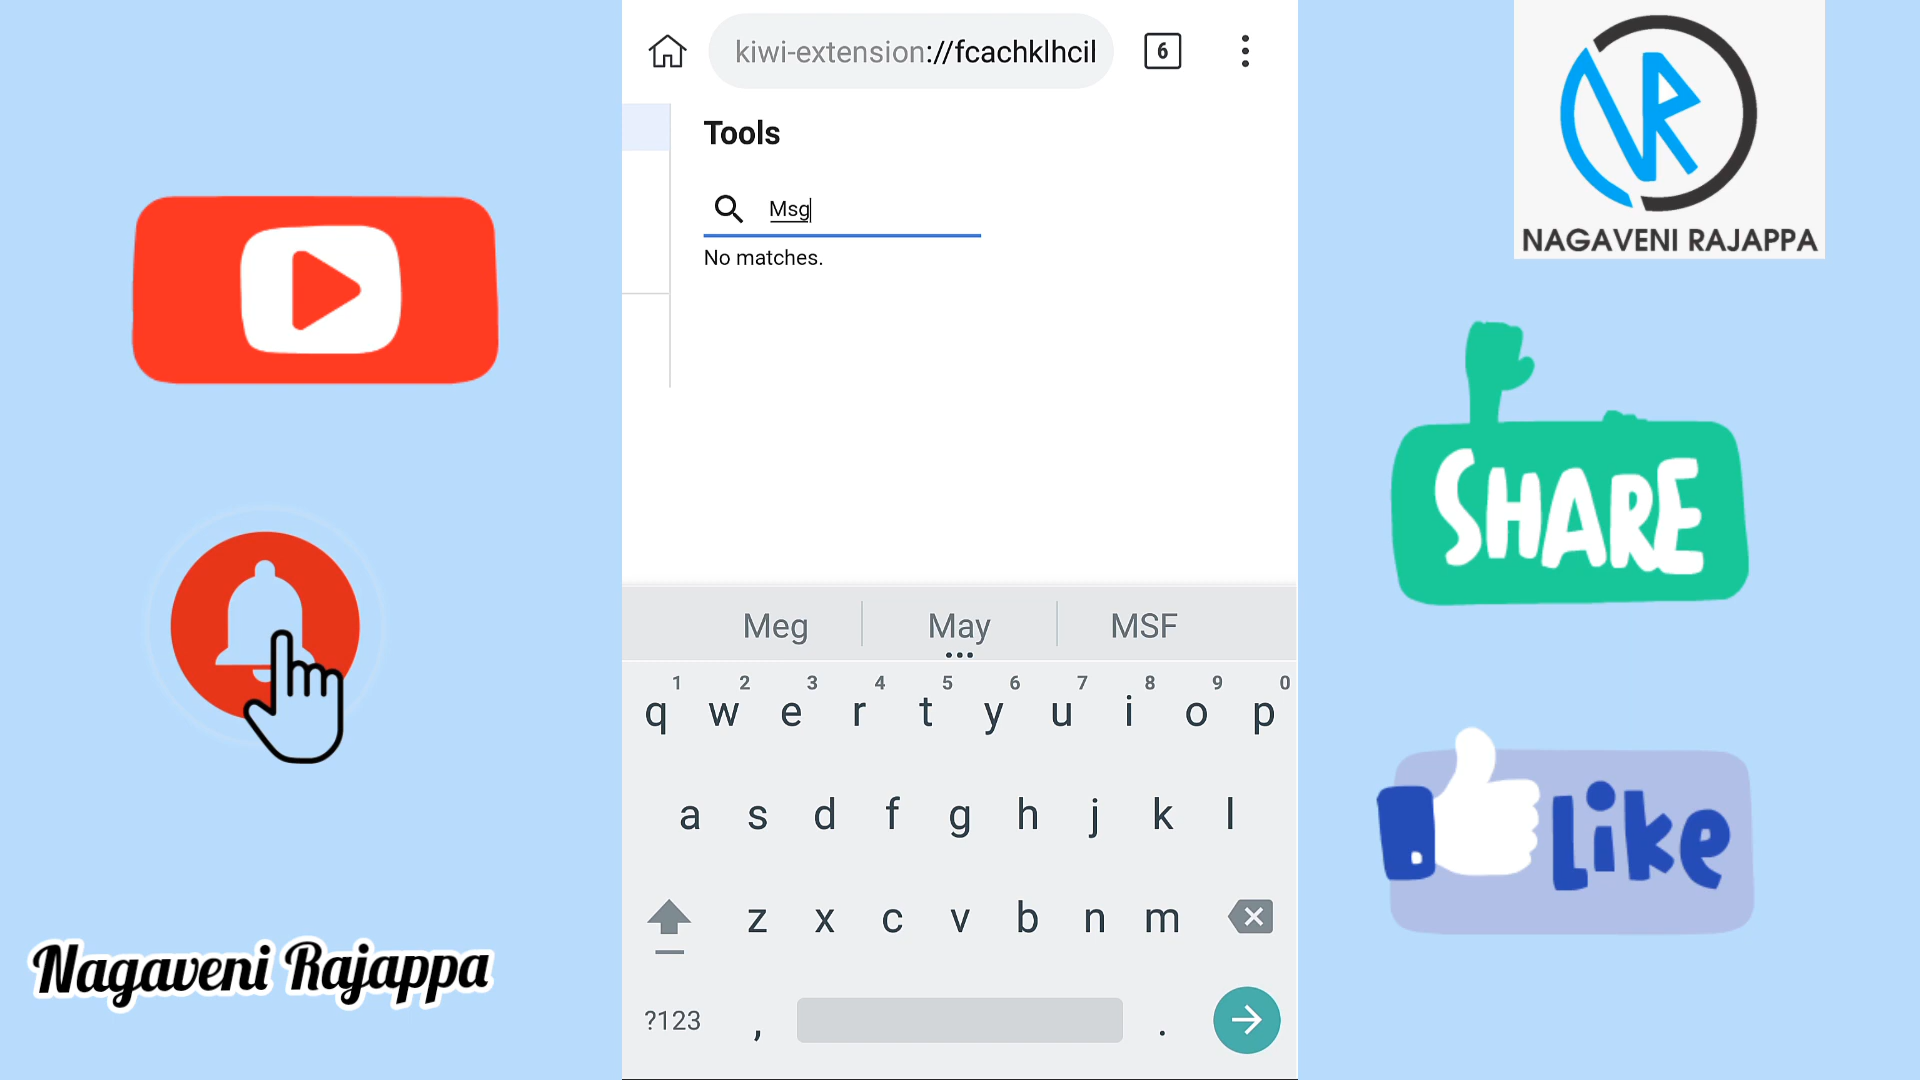 kiwi-extension://fcachklhcil
6
Tools
Msg
No matches.
Meg May MSF
1 2 3 4 5 6 7 8 9 0
q w e r t y u i o p
a s d f g h j k l
z x c v b n m
?123 , .
Nagaveni Rajappa
NR
NAGAVENI RAJAPPA
SHARE
Like